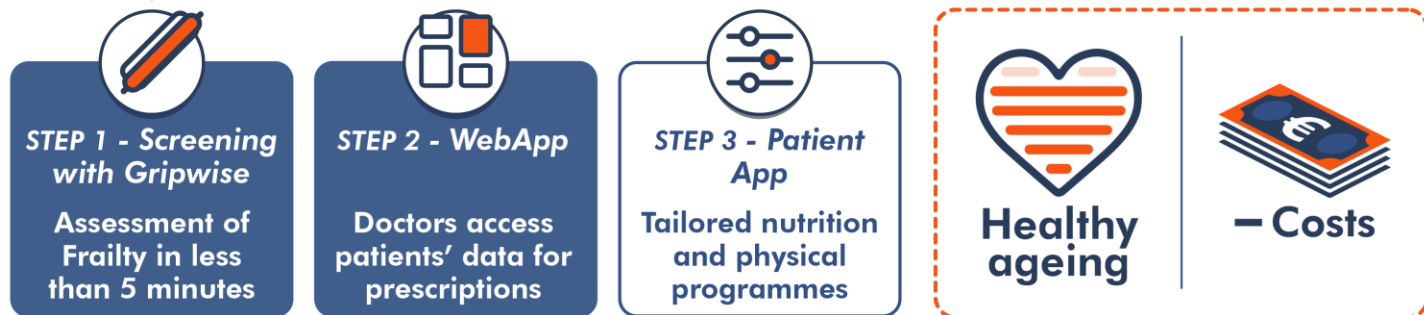 STEP 1 - Screening
with Gripwise
Assessment of
Frailty in less
than 5 minutes
STEP 2 - WebApp
Doctors access
patients’ data for
prescriptions
STEP 3 - Patient
App
Tailored nutrition
and physical
programmes
Healthy
ageing
€
– Costs